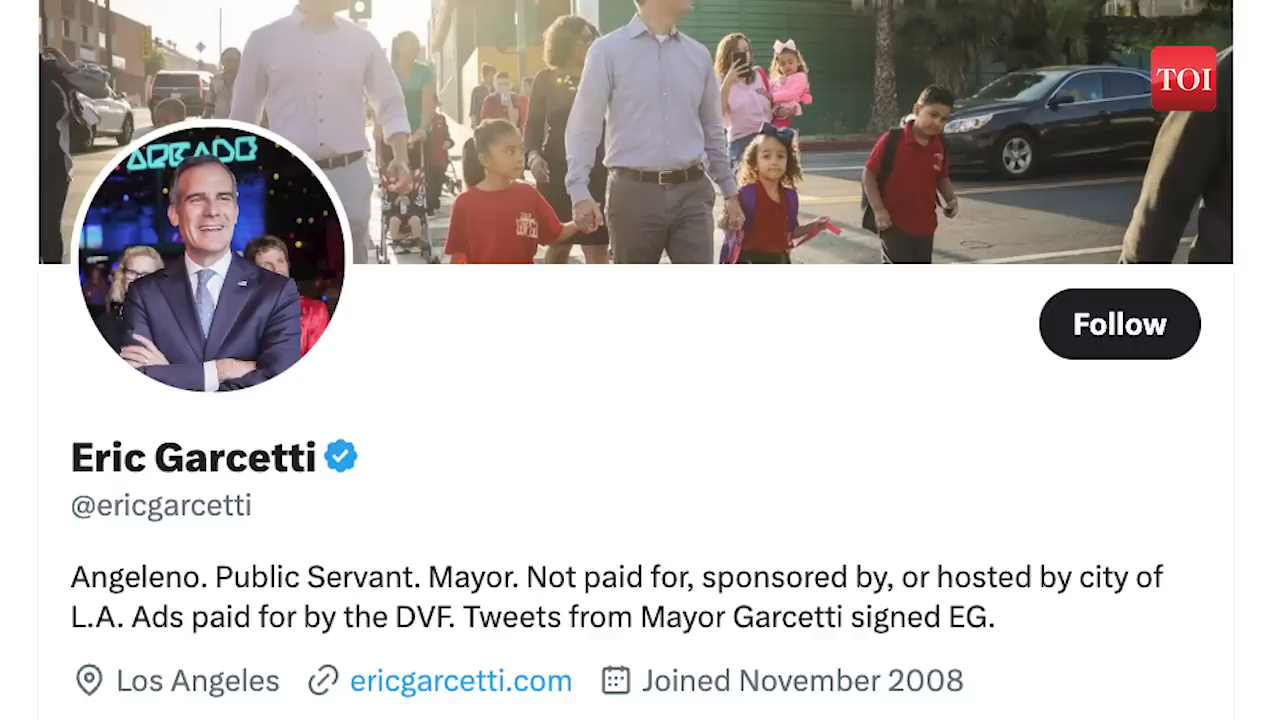 TOI
ARCADE
Follow
Eric Garcetti
@ericgarcetti
Angeleno. Public Servant. Mayor. Not paid for, sponsored by, or hosted by city of
L.A. Ads paid for by the DVF. Tweets from Mayor Garcetti signed EG.
Los Angeles ericgarcetti.com Joined November 2008